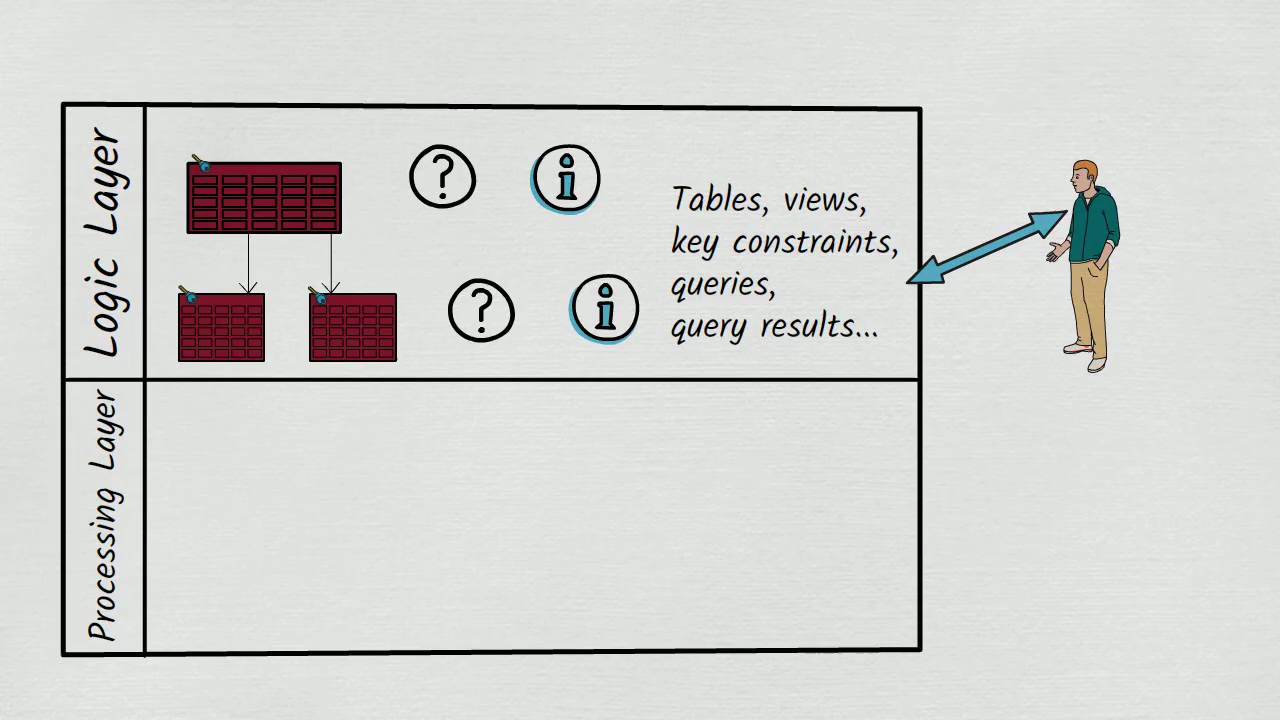 Logic Layer
?
i
Tables, views,
key constraints,
queries,
query results...
?
i
Processing Layer